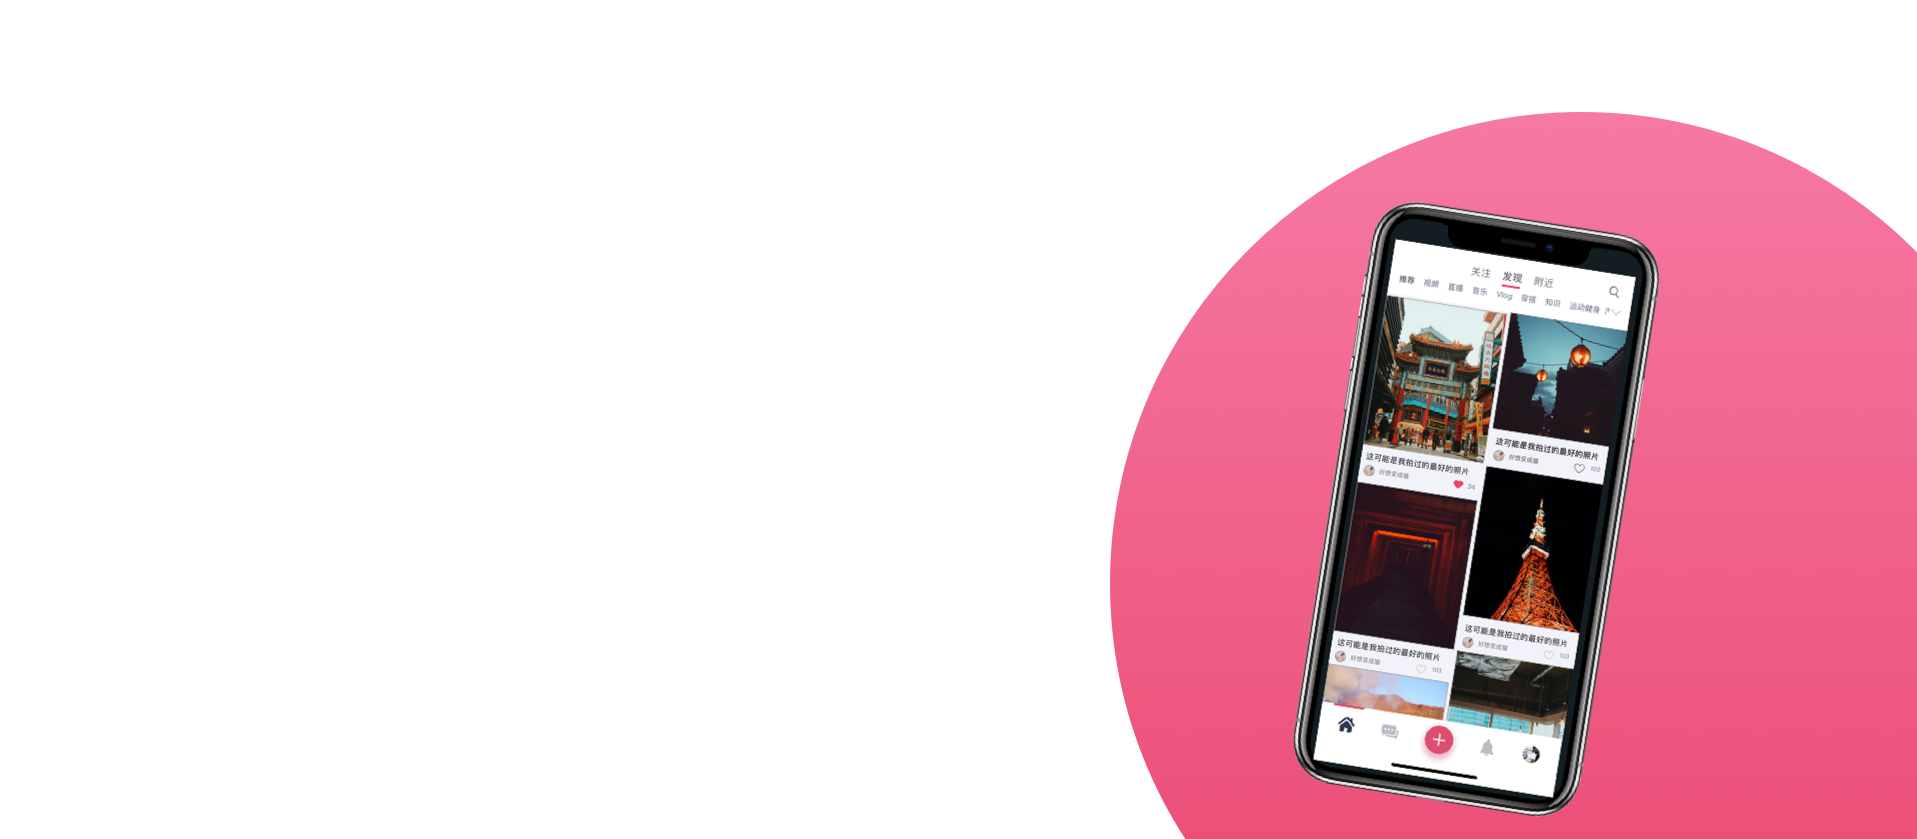 关注 发现 附近
推荐 视频 直播 音乐 Vlog 穿搭 知识 运动健身
这可能是我拍过的最好的照片
好想变成猫
34
这可能是我拍过的最好的照片
好想变成猫
103
这可能是我拍过的最好的照片
好想变成猫
103
这可能是我拍过的最好的照片
好想变成猫
103